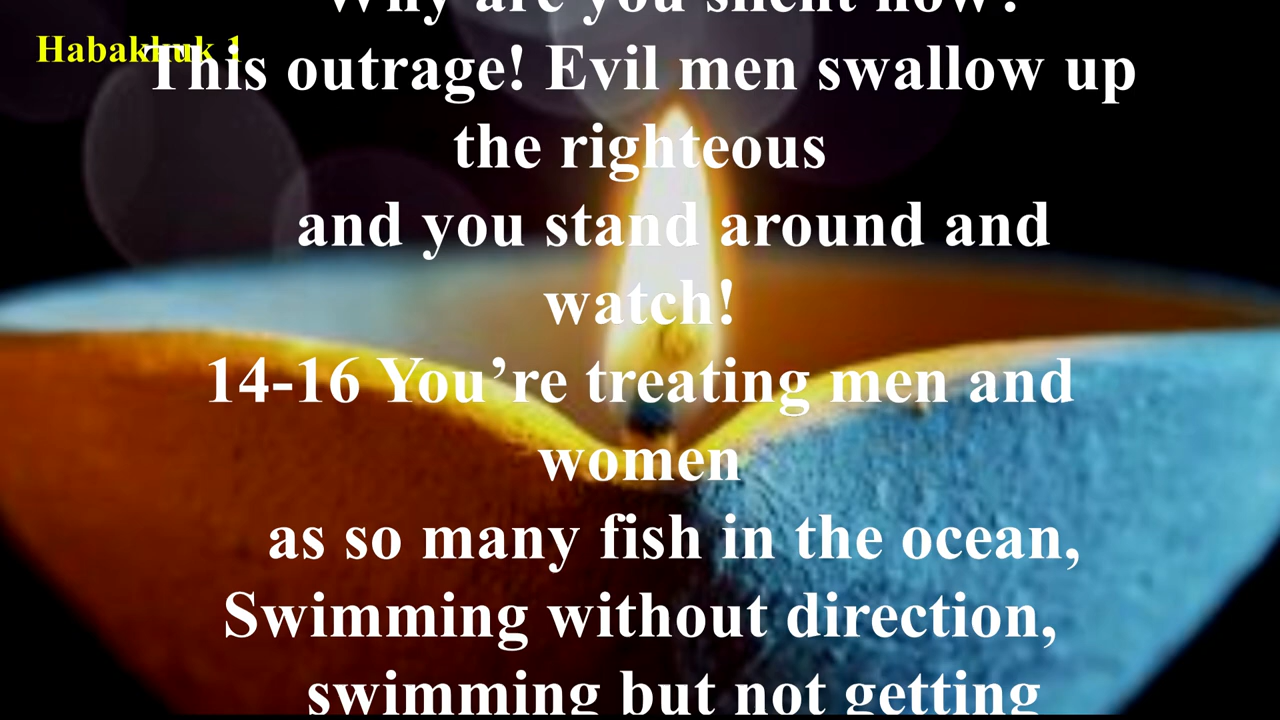 Why are you silent now?
Habakkuk 1
This outrage! Evil men swallow up
the righteous
and you stand around and
watch!
14-16 You’re treating men and
women
as so many fish in the ocean,
Swimming without direction,
swimming but not getting